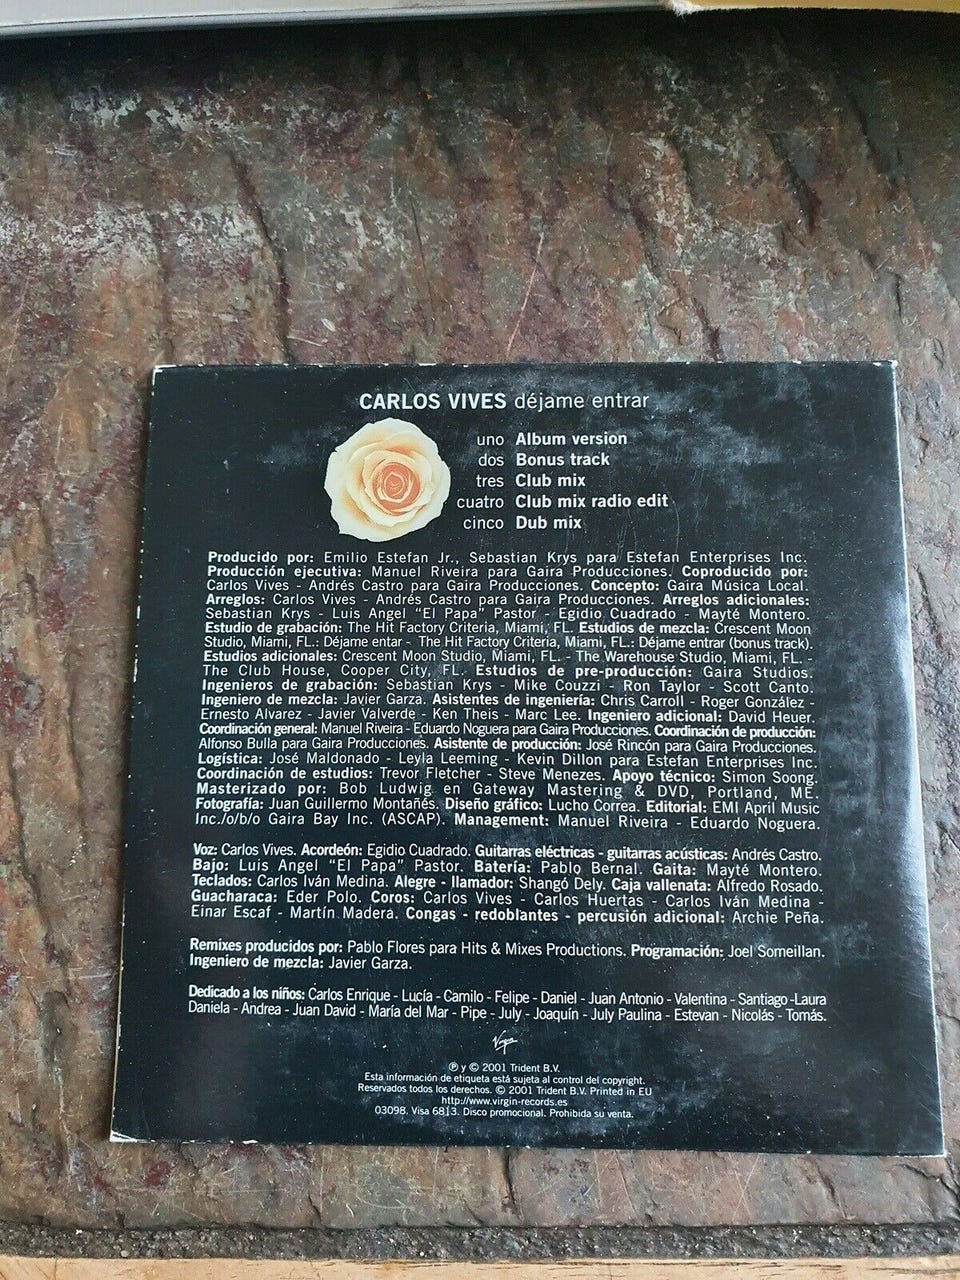 CARLOS VIVES déjame entrar
uno Album version
dos Bonus track
tres Club mix
cuatro Club mix radio edit
cinco Dub mix
Producido por: Emilio Estefan Jr., Sebastian Krys para Estefan Enterprises Inc.
Producción ejecutiva: Manuel Riveira para Gaira Producciones. Coproducido por:
Carlos Vives - Andrés Castro para Gaira Producciones. Concepto: Gaira Música Local.
Arreglos: Carlos Vives - Andrés Castro para Gaira Producciones. Arreglos adicionales:
Sebastian Krys - Luis Angel "El Papa" Pastor - Egidio Cuadrado - Mayté Montero.
Estudio de grabación: The Hit Factory Criteria, Miami, FL. Estudios de mezcla: Crescent Moon
Studio, Miami, FL.: Déjame entar - The Hit Factory Criteria, Miami, FL.: Déjame entrar (bonus track).
Estudios adicionales: Crescent Moon Studio, Miami, FL. - The Warehouse Studio, Miami, FL. -
The Club House, Cooper City, FL. Estudios de pre-producción: Gaira Studios.
Ingenieros de grabación: Sebastian Krys - Mike Couzzi - Ron Taylor - Scott Canto.
Ingeniero de mezcla: Javier Garza. Asistentes de ingeniería: Chris Carroll - Roger González -
Ernesto Alvarez - Javier Valverde - Ken Theis - Marc Lee. Ingeniero adicional: David Heuer.
Coordinación general: Manuel Riveira - Eduardo Noguera para Gaira Producciones. Coordinación de producción:
Alfonso Bulla para Gaira Producciones. Asistente de producción: José Rincón para Gaira Producciones.
Logística: José Maldonado - Leyla Leeming - Kevin Dillon para Estefan Enterprises Inc.
Coordinación de estudios: Trevor Fletcher - Steve Menezes. Apoyo técnico: Simon Soong.
Masterizado por: Bob Ludwig en Gateway Mastering & DVD, Portland, ME.
Fotografía: Juan Guillermo Montañés. Diseño gráfico: Lucho Correa. Editorial: EMI April Music
Inc./o/b/o Gaira Bay Inc. (ASCAP). Management: Manuel Riveira - Eduardo Noguera.
Voz: Carlos Vives. Acordeón: Egidio Cuadrado. Guitarras eléctricas - guitarras acústicas: Andrés Castro.
Bajo: Luis Angel "El Papa" Pastor. Batería: Pablo Bernal. Gaita: Mayté Montero.
Teclados: Carlos Iván Medina. Alegre - llamador: Shangó Dely. Caja vallenata: Alfredo Rosado.
Guacharaca: Eder Polo. Coros: Carlos Vives - Carlos Huertas - Carlos Iván Medina -
Einar Escaf - Martín Madera. Congas - redoblantes - percusión adicional: Archie Peña.
Remixes producidos por: Pablo Flores para Hits & Mixes Productions. Programación: Joel Someillan.
Ingeniero de mezcla: Javier Garza.
Dedicado a los niños: Carlos Enrique - Lucía - Camilo - Felipe - Daniel - Juan Antonio - Valentina - Santiago -Laura
Daniela - Andrea - Juan David - María del Mar - Pipe - July - Joaquín - July Paulina - Estevan - Nicolás - Tomás.
Virgin
℗ y © 2001 Trident B.V.
Esta información de etiqueta está sujeta al control del copyright.
Reservados todos los derechos. © 2001 Trident B.V. Printed in EU
http://www.virgin-records.es
03098. Visa 6813. Disco promocional. Prohibida su venta.